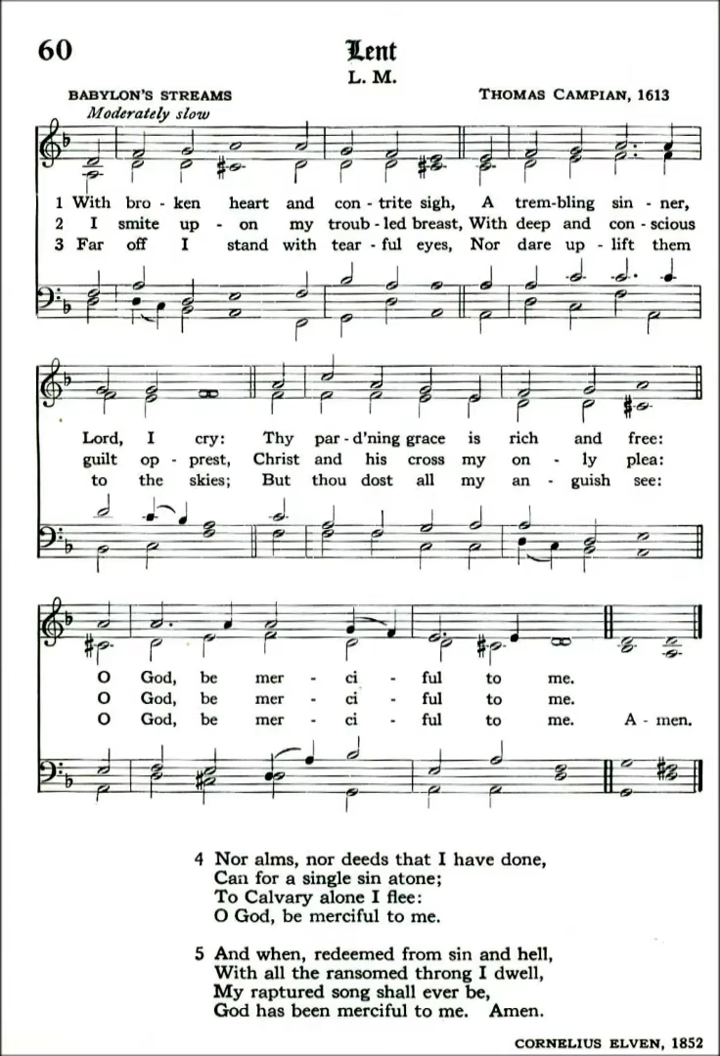 60
Lent
L. M.
BABYLON'S STREAMS
THOMAS CAMPIAN, 1613
Moderately slow
1 With bro - ken heart and con - trite sigh, A trem-bling sin - ner,
2 I smite up - on my troub - led breast, With deep and con - scious
3 Far off I stand with tear - ful eyes, Nor dare up - lift them
Lord, I cry: Thy par - d'ning grace is rich and free:
guilt op - prest, Christ and his cross my on - ly plea:
to the skies; But thou dost all my an - guish see:
O God, be mer - ci - ful to me.
O God, be mer - ci - ful to me.
O God, be mer - ci - ful to me. A - men.
4 Nor alms, nor deeds that I have done,
Can for a single sin atone;
To Calvary alone I flee:
O God, be merciful to me.
5 And when, redeemed from sin and hell,
With all the ransomed throng I dwell,
My raptured song shall ever be,
God has been merciful to me. Amen.
CORNELIUS ELVEN, 1852